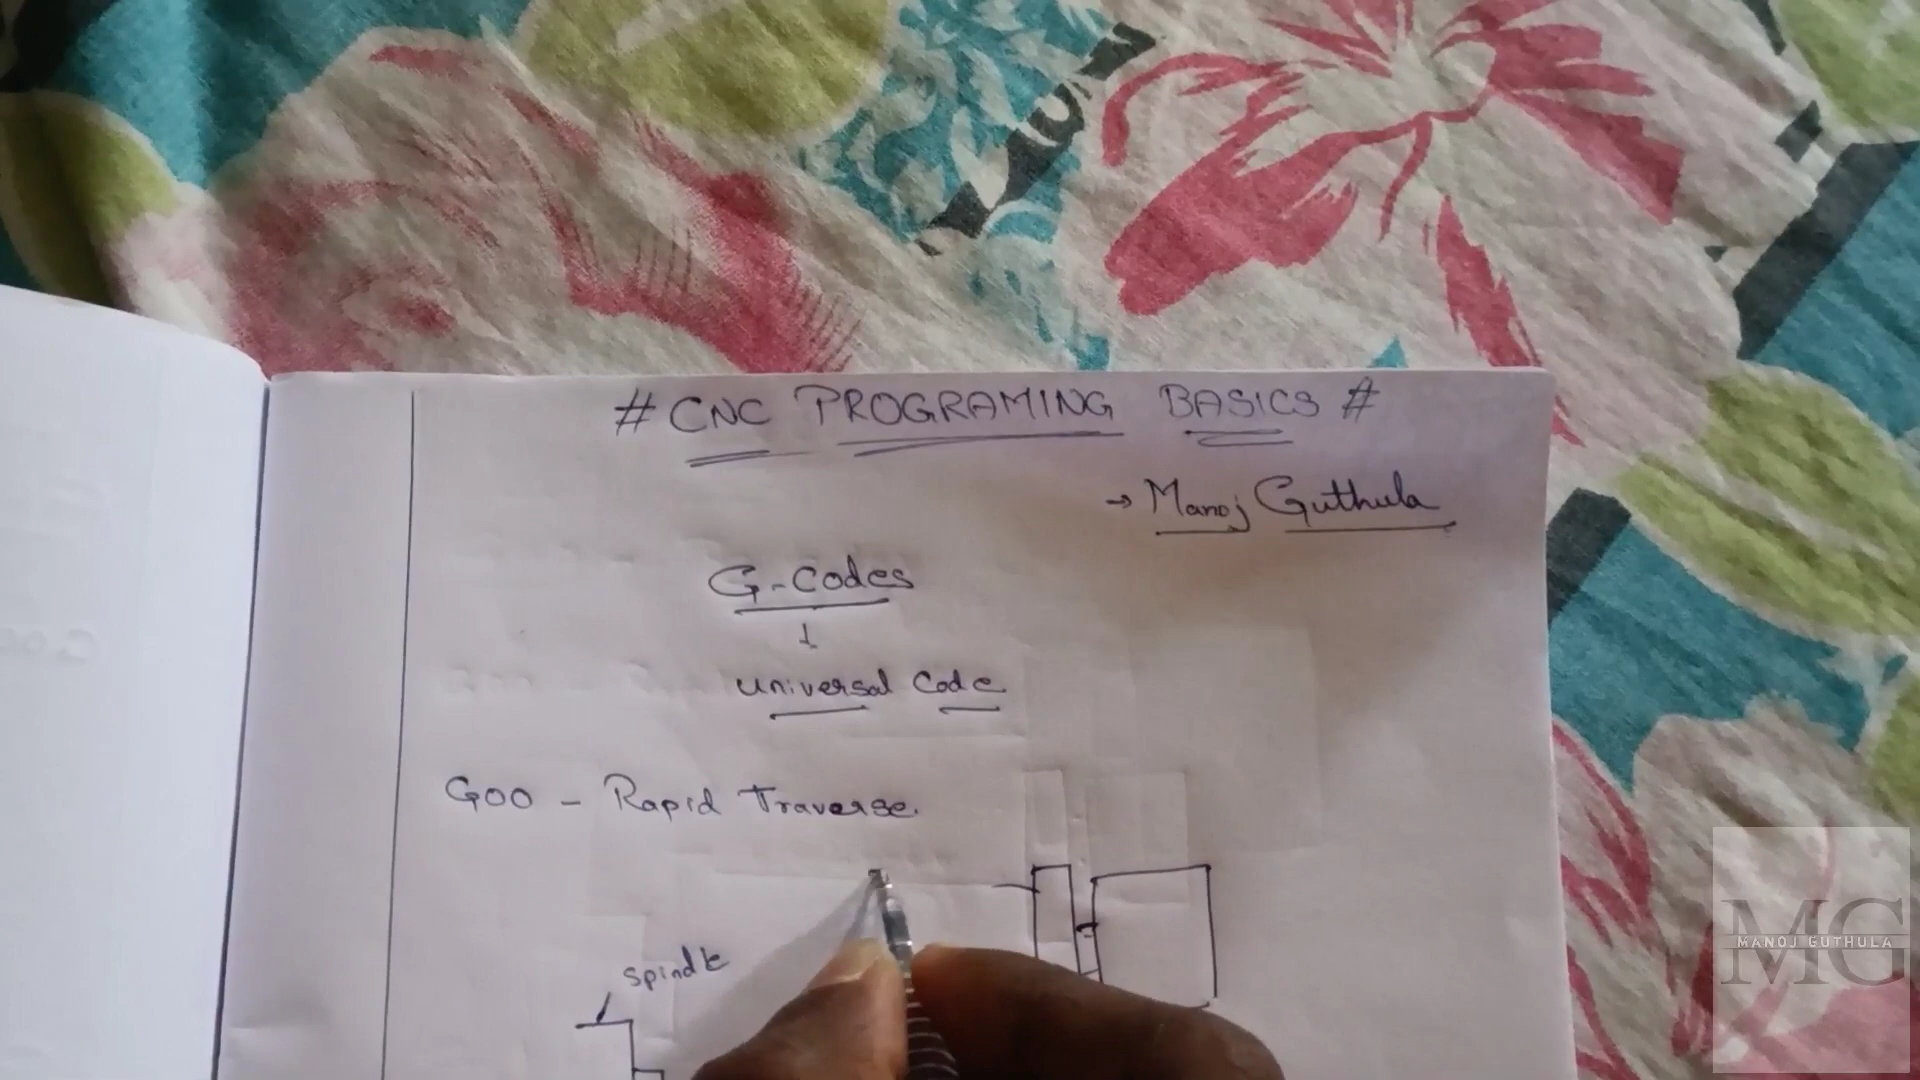 # CNC PROGRAMING BASICS #
→ Manoj Guthula
G-Codes
↓
Universal Code
G00 - Rapid Traverse.
Spindle
MG
MANOJ GUTHULA